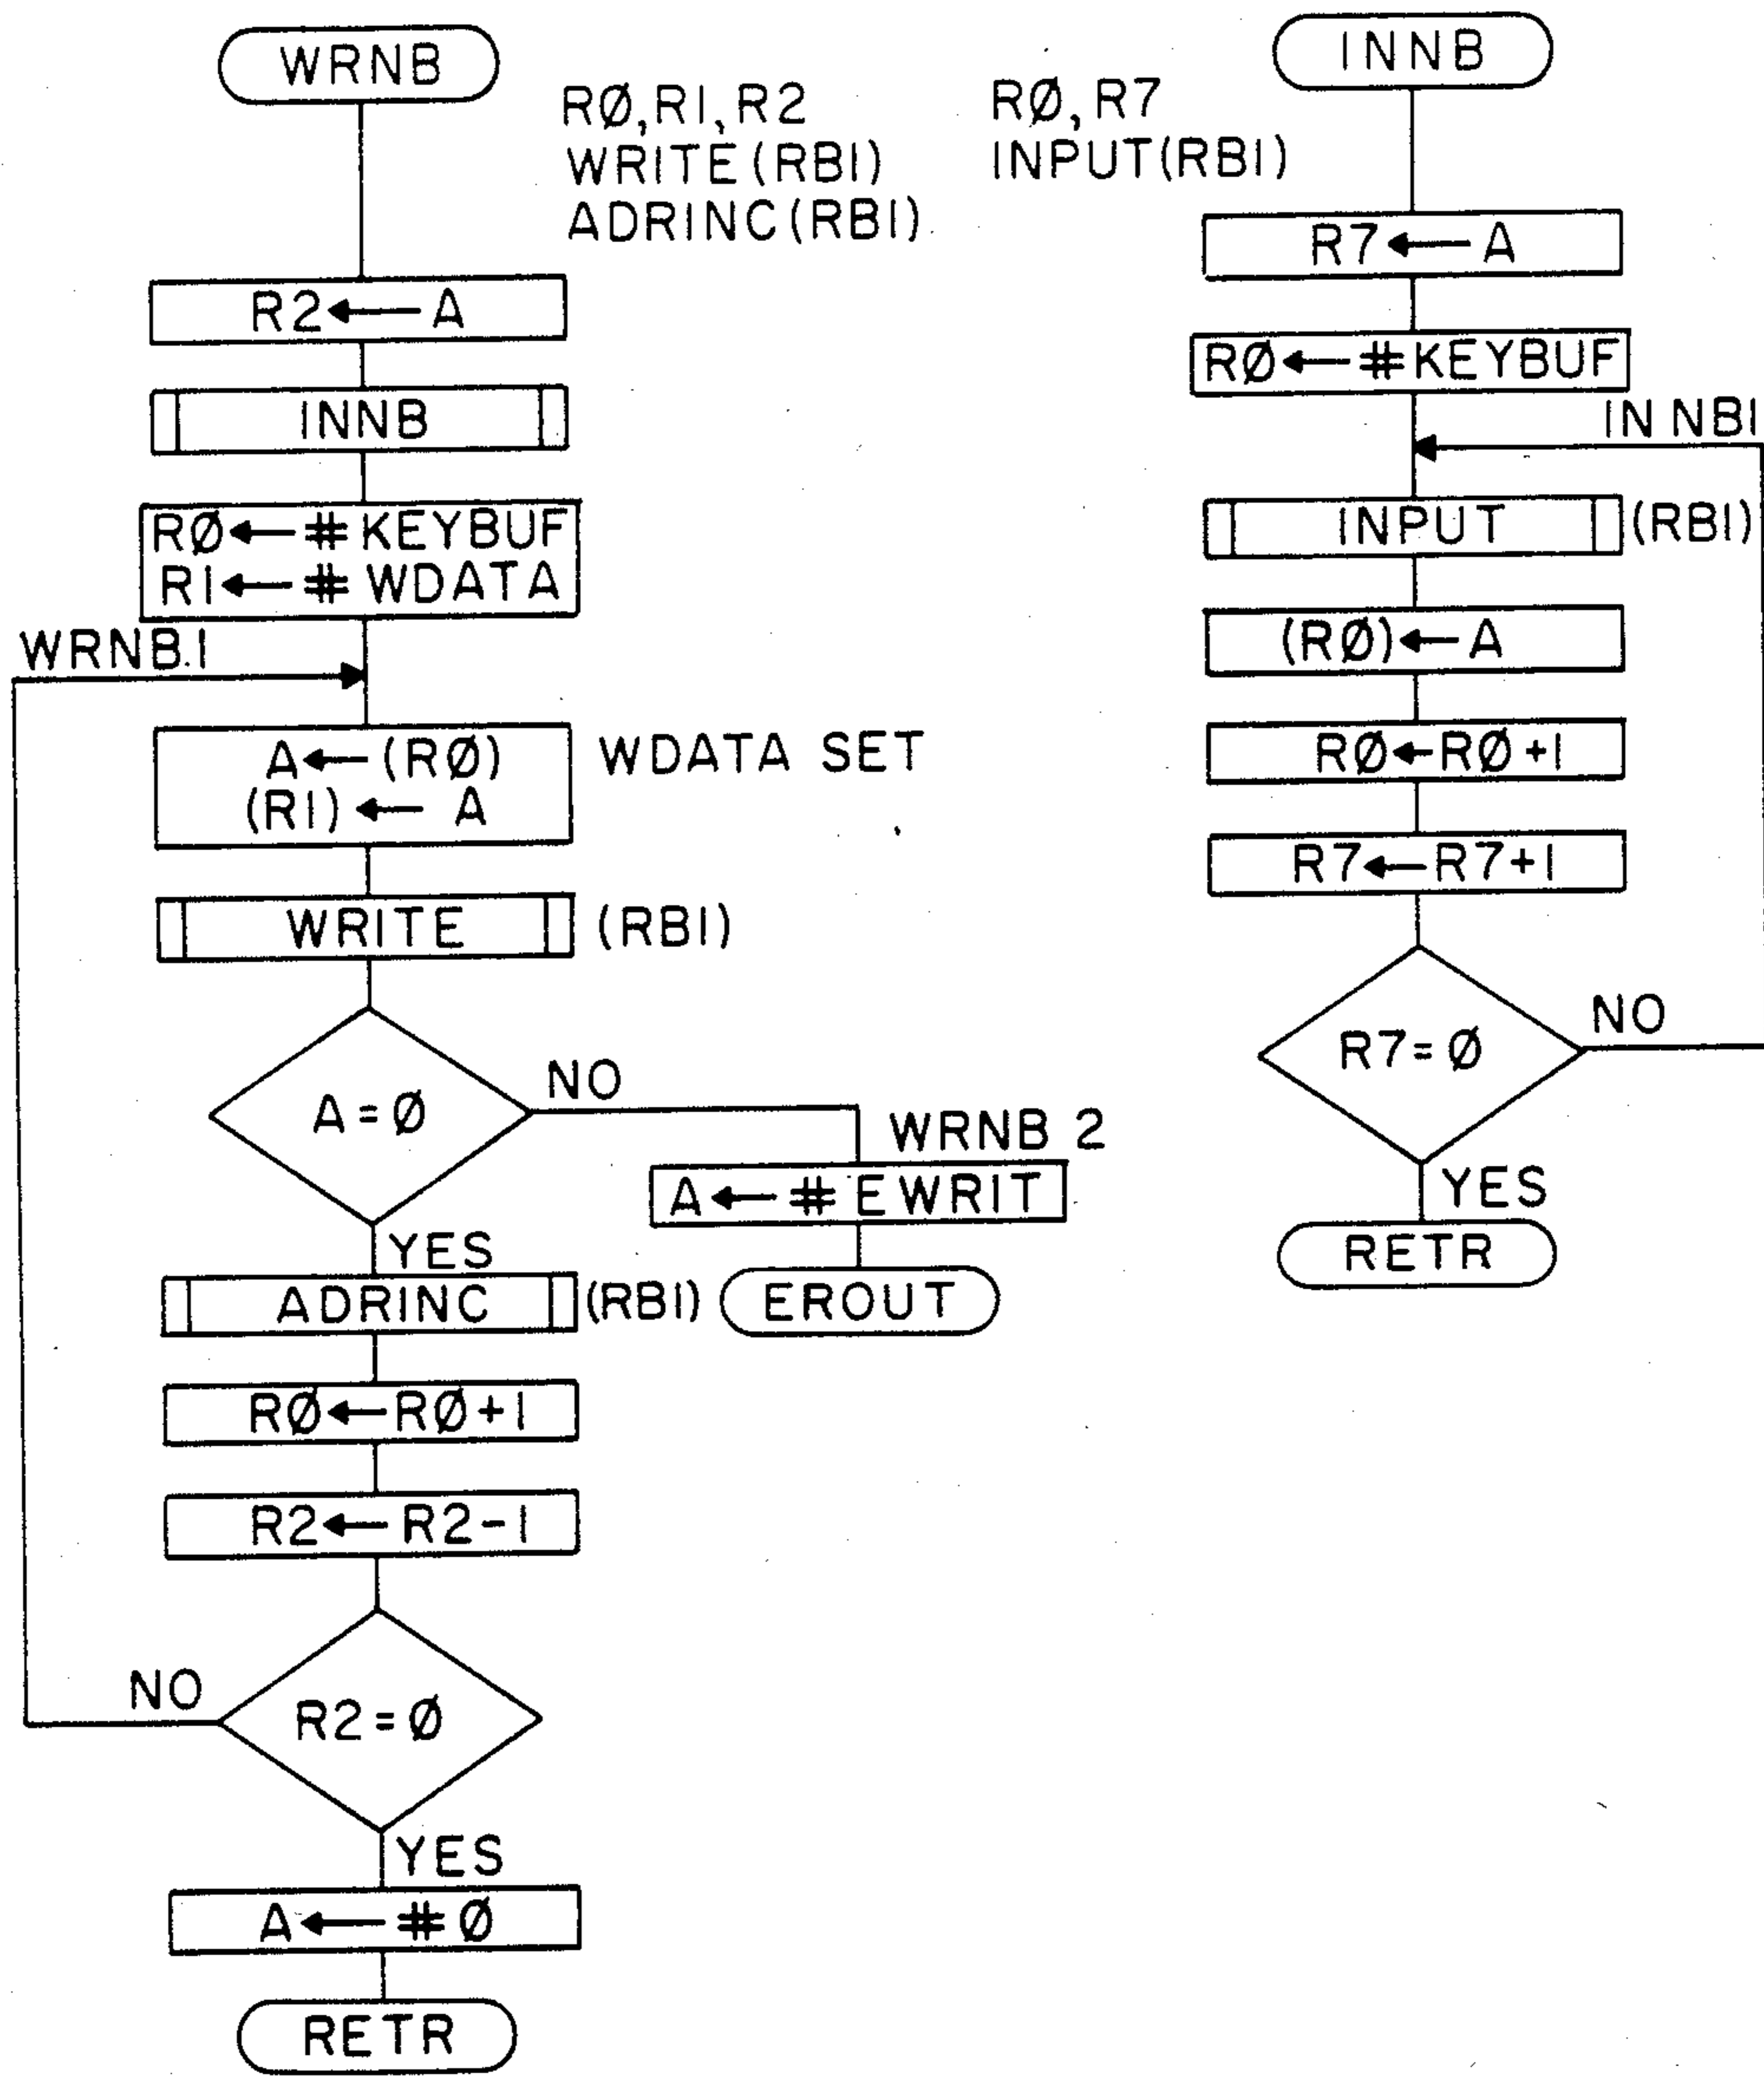 WRNB
RØ, R1, R2
WRITE (RB1)
ADRINC (RB1)
R2 ← A
INNB
RØ ← # KEYBUF
R1 ← # WDATA
WRNB.1
A ← (RØ)
(R1) ← A
WDATA SET
WRITE
(RB1)
A = Ø
NO
WRNB 2
A ← # EWRIT
EROUT
YES
ADRINC
(RB1)
RØ ← RØ + 1
R2 ← R2 - 1
R2 = Ø
NO
YES
A ← # Ø
RETR
INNB
RØ, R7
INPUT (RB1)
R7 ← A
RØ ← # KEYBUF
INNB1
INPUT
(RB1)
(RØ) ← A
RØ ← RØ + 1
R7 ← R7 + 1
R7 = Ø
NO
YES
RETR